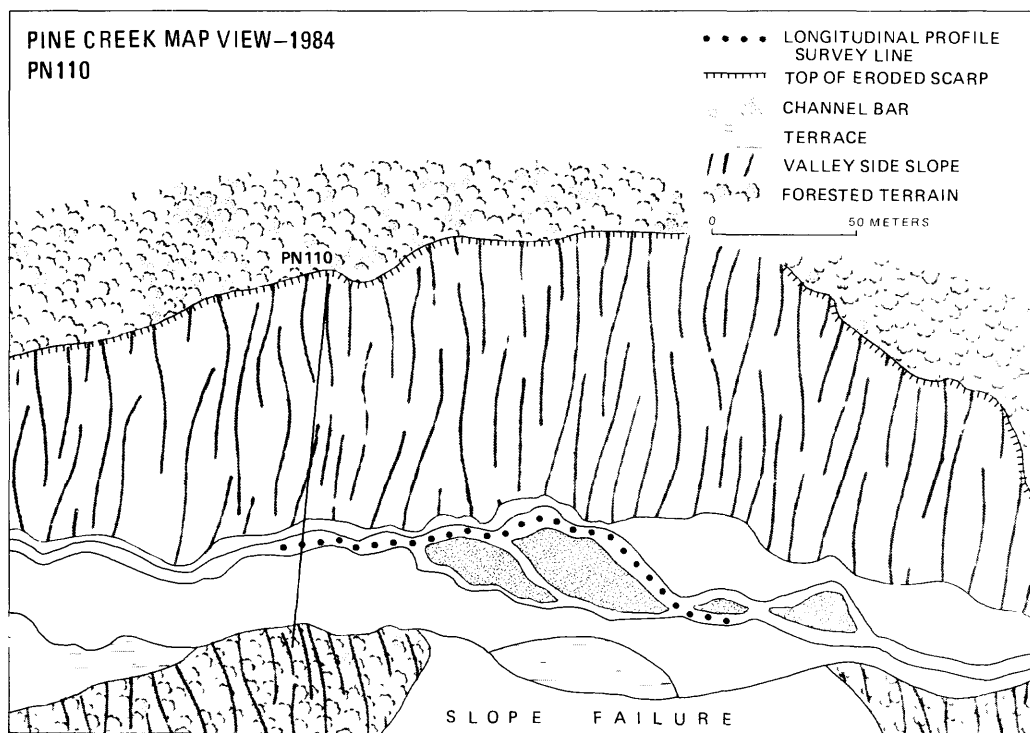 PINE CREEK MAP VIEW–1984
PN110
LONGITUDINAL PROFILE
SURVEY LINE
TOP OF ERODED SCARP
CHANNEL BAR
TERRACE
VALLEY SIDE SLOPE
FORESTED TERRAIN
0 50 METERS
PN110
SLOPE FAILURE